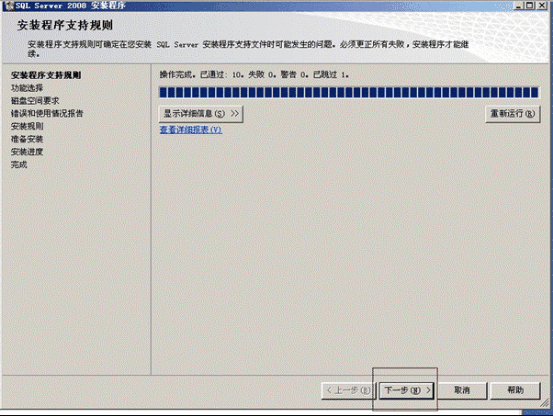 SQL Server 2008 安装程序
安装程序支持规则
安装程序支持规则可确定在您安装 SQL Server 安装程序支持文件时可能发生的问题。必须更正所有失败，安装程序才能继
续。
安装程序支持规则
功能选择
磁盘空间要求
错误和使用情况报告
安装规则
准备安装
安装进度
完成
操作完成。已通过: 10。失败 0。警告 0。已跳过 1。
显示详细信息(S) >>
重新运行(R)
查看详细报表(V)
< 上一步(B)
下一步(N) >
取消
帮助